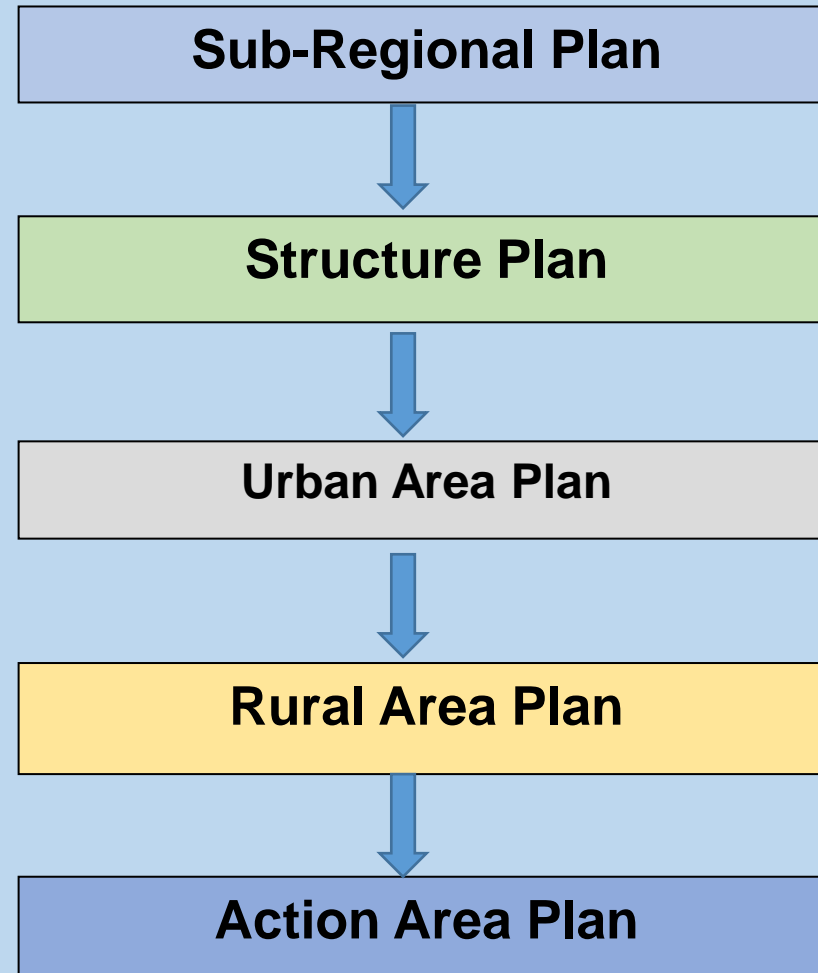 Sub-Regional Plan
Structure Plan
Urban Area Plan
Rural Area Plan
Action Area Plan